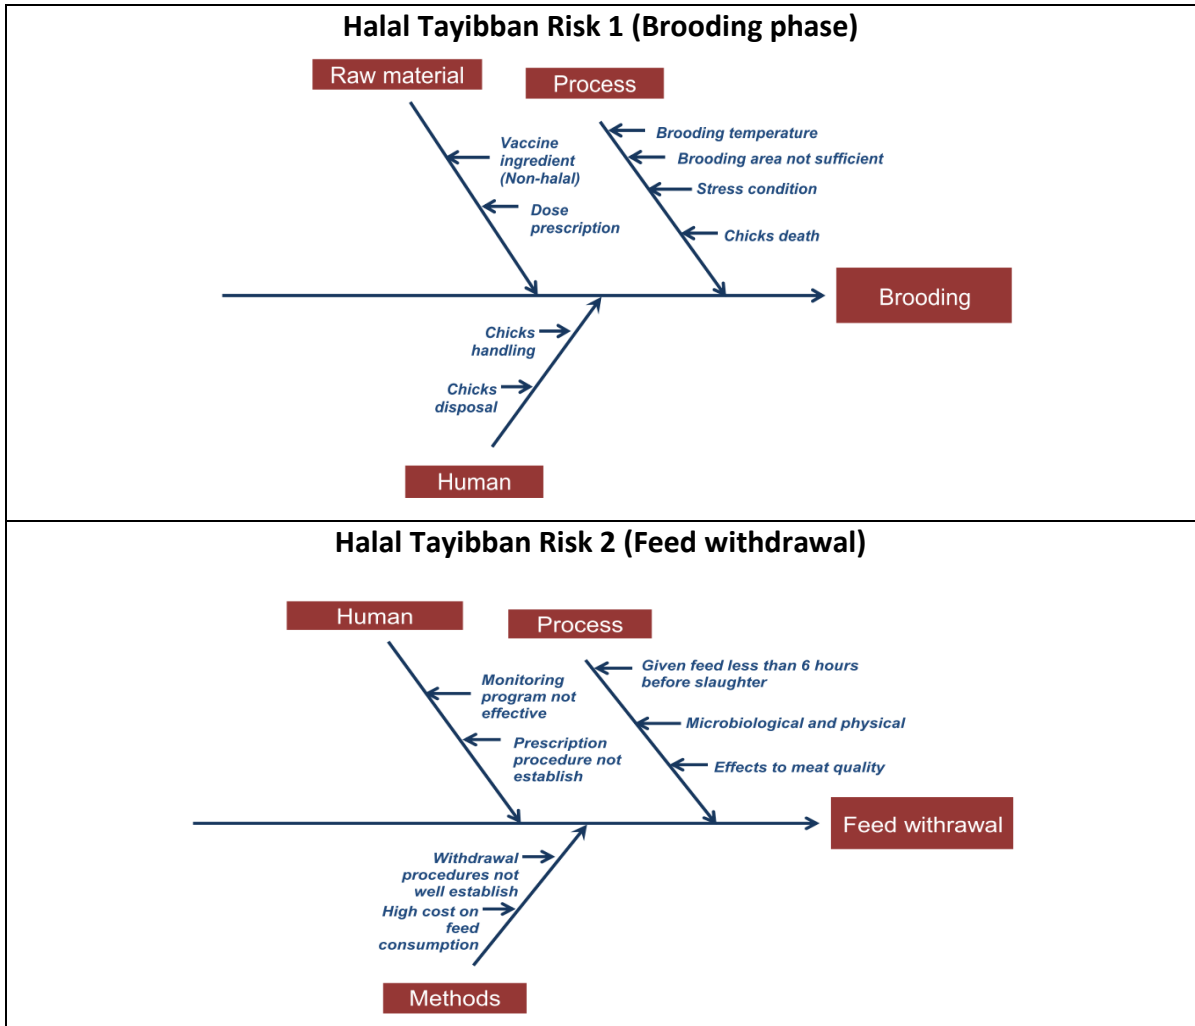 Halal Tayibban Risk 1 (Brooding phase)
Raw material
Process
Vaccine
ingredient
(Non-halal)
Dose
prescription
Brooding temperature
Brooding area not sufficient
Stress condition
Chicks death
Brooding
Chicks
handling
Chicks
disposal
Human
Halal Tayibban Risk 2 (Feed withdrawal)
Human
Process
Monitoring
program not
effective
Prescription
procedure not
establish
Given feed less than 6 hours
before slaughter
Microbiological and physical
Effects to meat quality
Feed withrawal
Withdrawal
procedures not
well establish
High cost on
feed
consumption
Methods